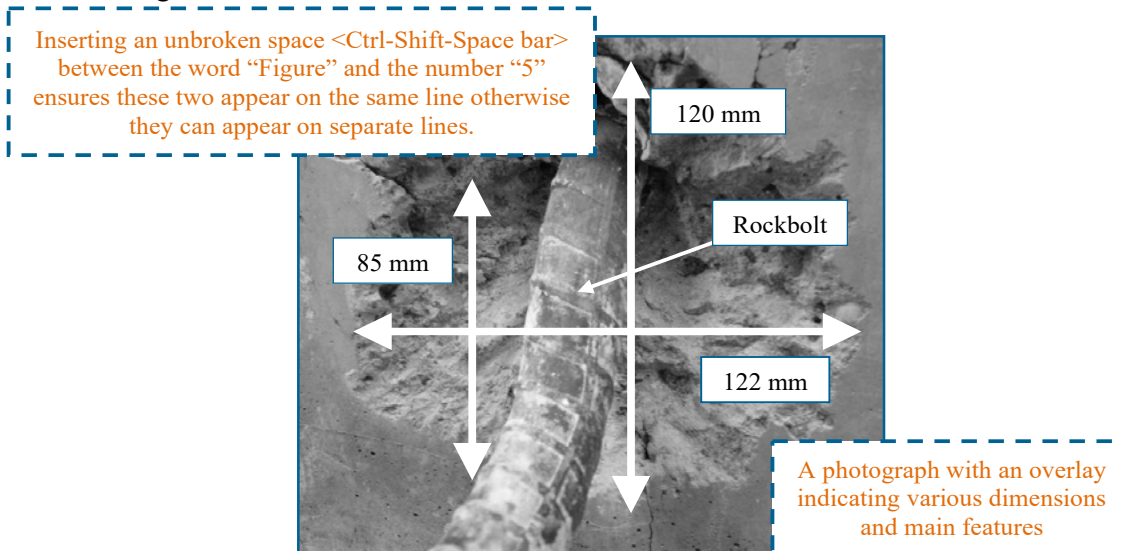 Inserting an unbroken space <Ctrl-Shift-Space bar>
between the word “Figure” and the number “5”
ensures these two appear on the same line otherwise
they can appear on separate lines.
120 mm
Rockbolt
85 mm
122 mm
A photograph with an overlay
indicating various dimensions
and main features